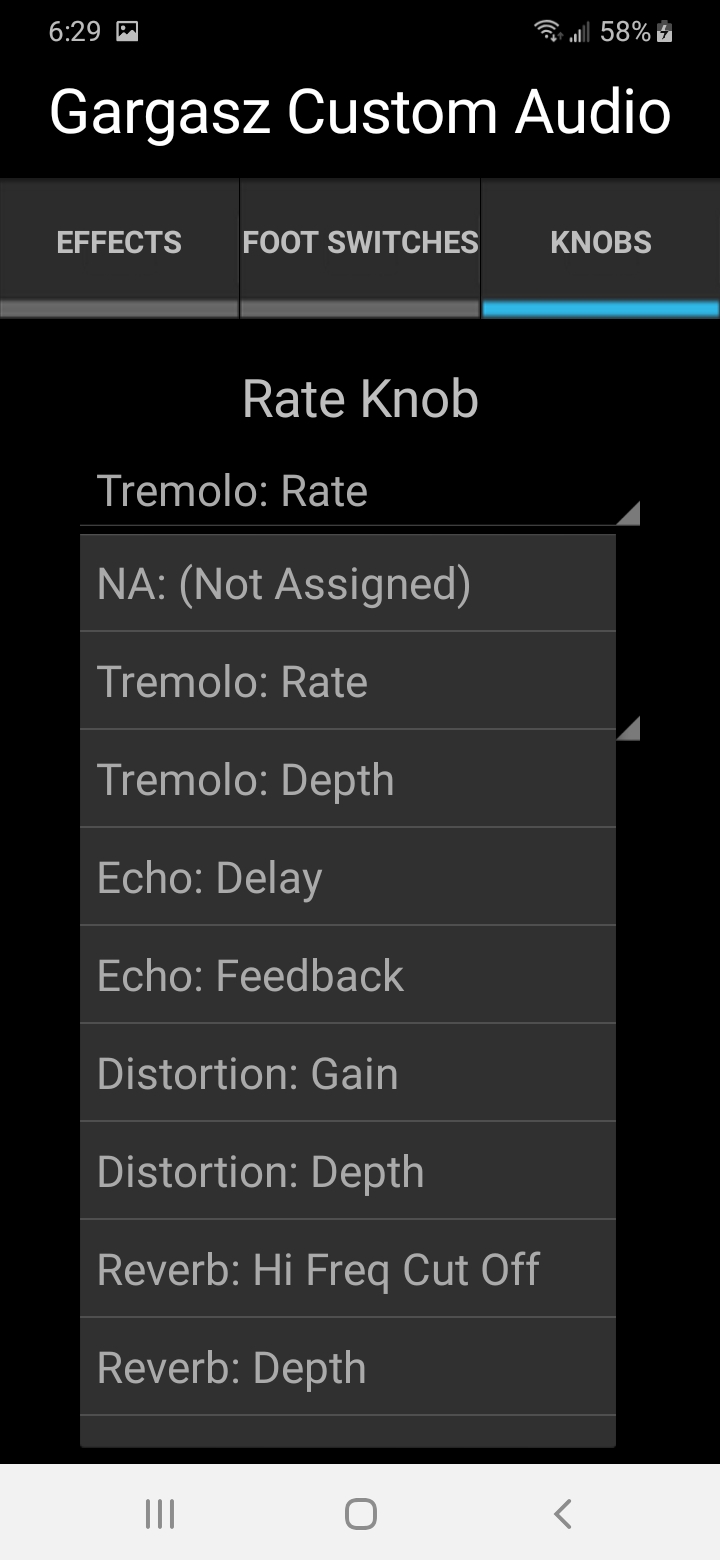 6:29 58%
Gargasz Custom Audio
EFFECTS FOOT SWITCHES KNOBS
Rate Knob
Tremolo: Rate
NA: (Not Assigned)
Tremolo: Rate
Tremolo: Depth
Echo: Delay
Echo: Feedback
Distortion: Gain
Distortion: Depth
Reverb: Hi Freq Cut Off
Reverb: Depth